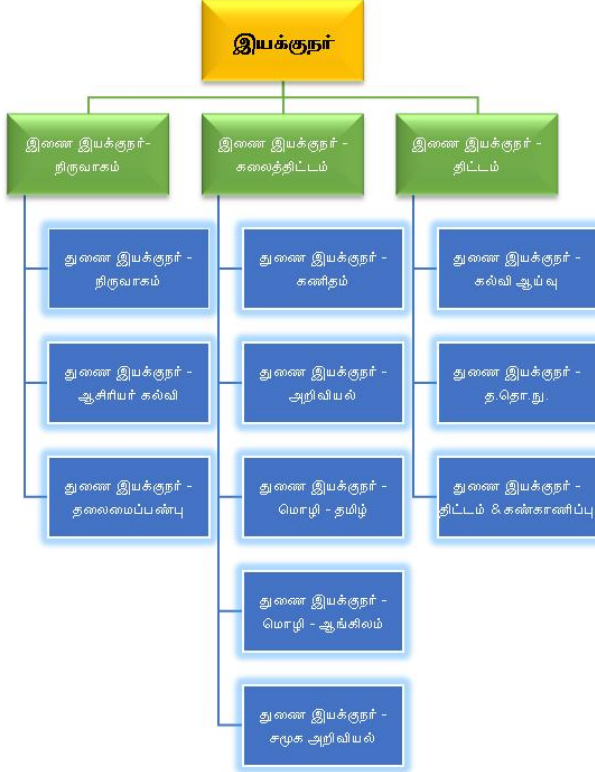 இயக்குநர்
இணை இயக்குநர்-
நிருவாகம்
இணை இயக்குநர் -
கலைத்திட்டம்
இணை இயக்குநர் -
திட்டம்
துணை இயக்குநர் -
நிருவாகம்
துணை இயக்குநர் -
ஆசிரியர் கல்வி
துணை இயக்குநர் -
தலைமைப்பண்பு
துணை இயக்குநர் -
கணிதம்
துணை இயக்குநர் -
அறிவியல்
துணை இயக்குநர் -
மொழி - தமிழ்
துணை இயக்குநர் -
மொழி - ஆங்கிலம்
துணை இயக்குநர் -
சமூக அறிவியல்
துணை இயக்குநர் -
கல்வி ஆய்வு
துணை இயக்குநர் -
த.தொ.நு.
துணை இயக்குநர் -
திட்டம் & கண்காணிப்பு